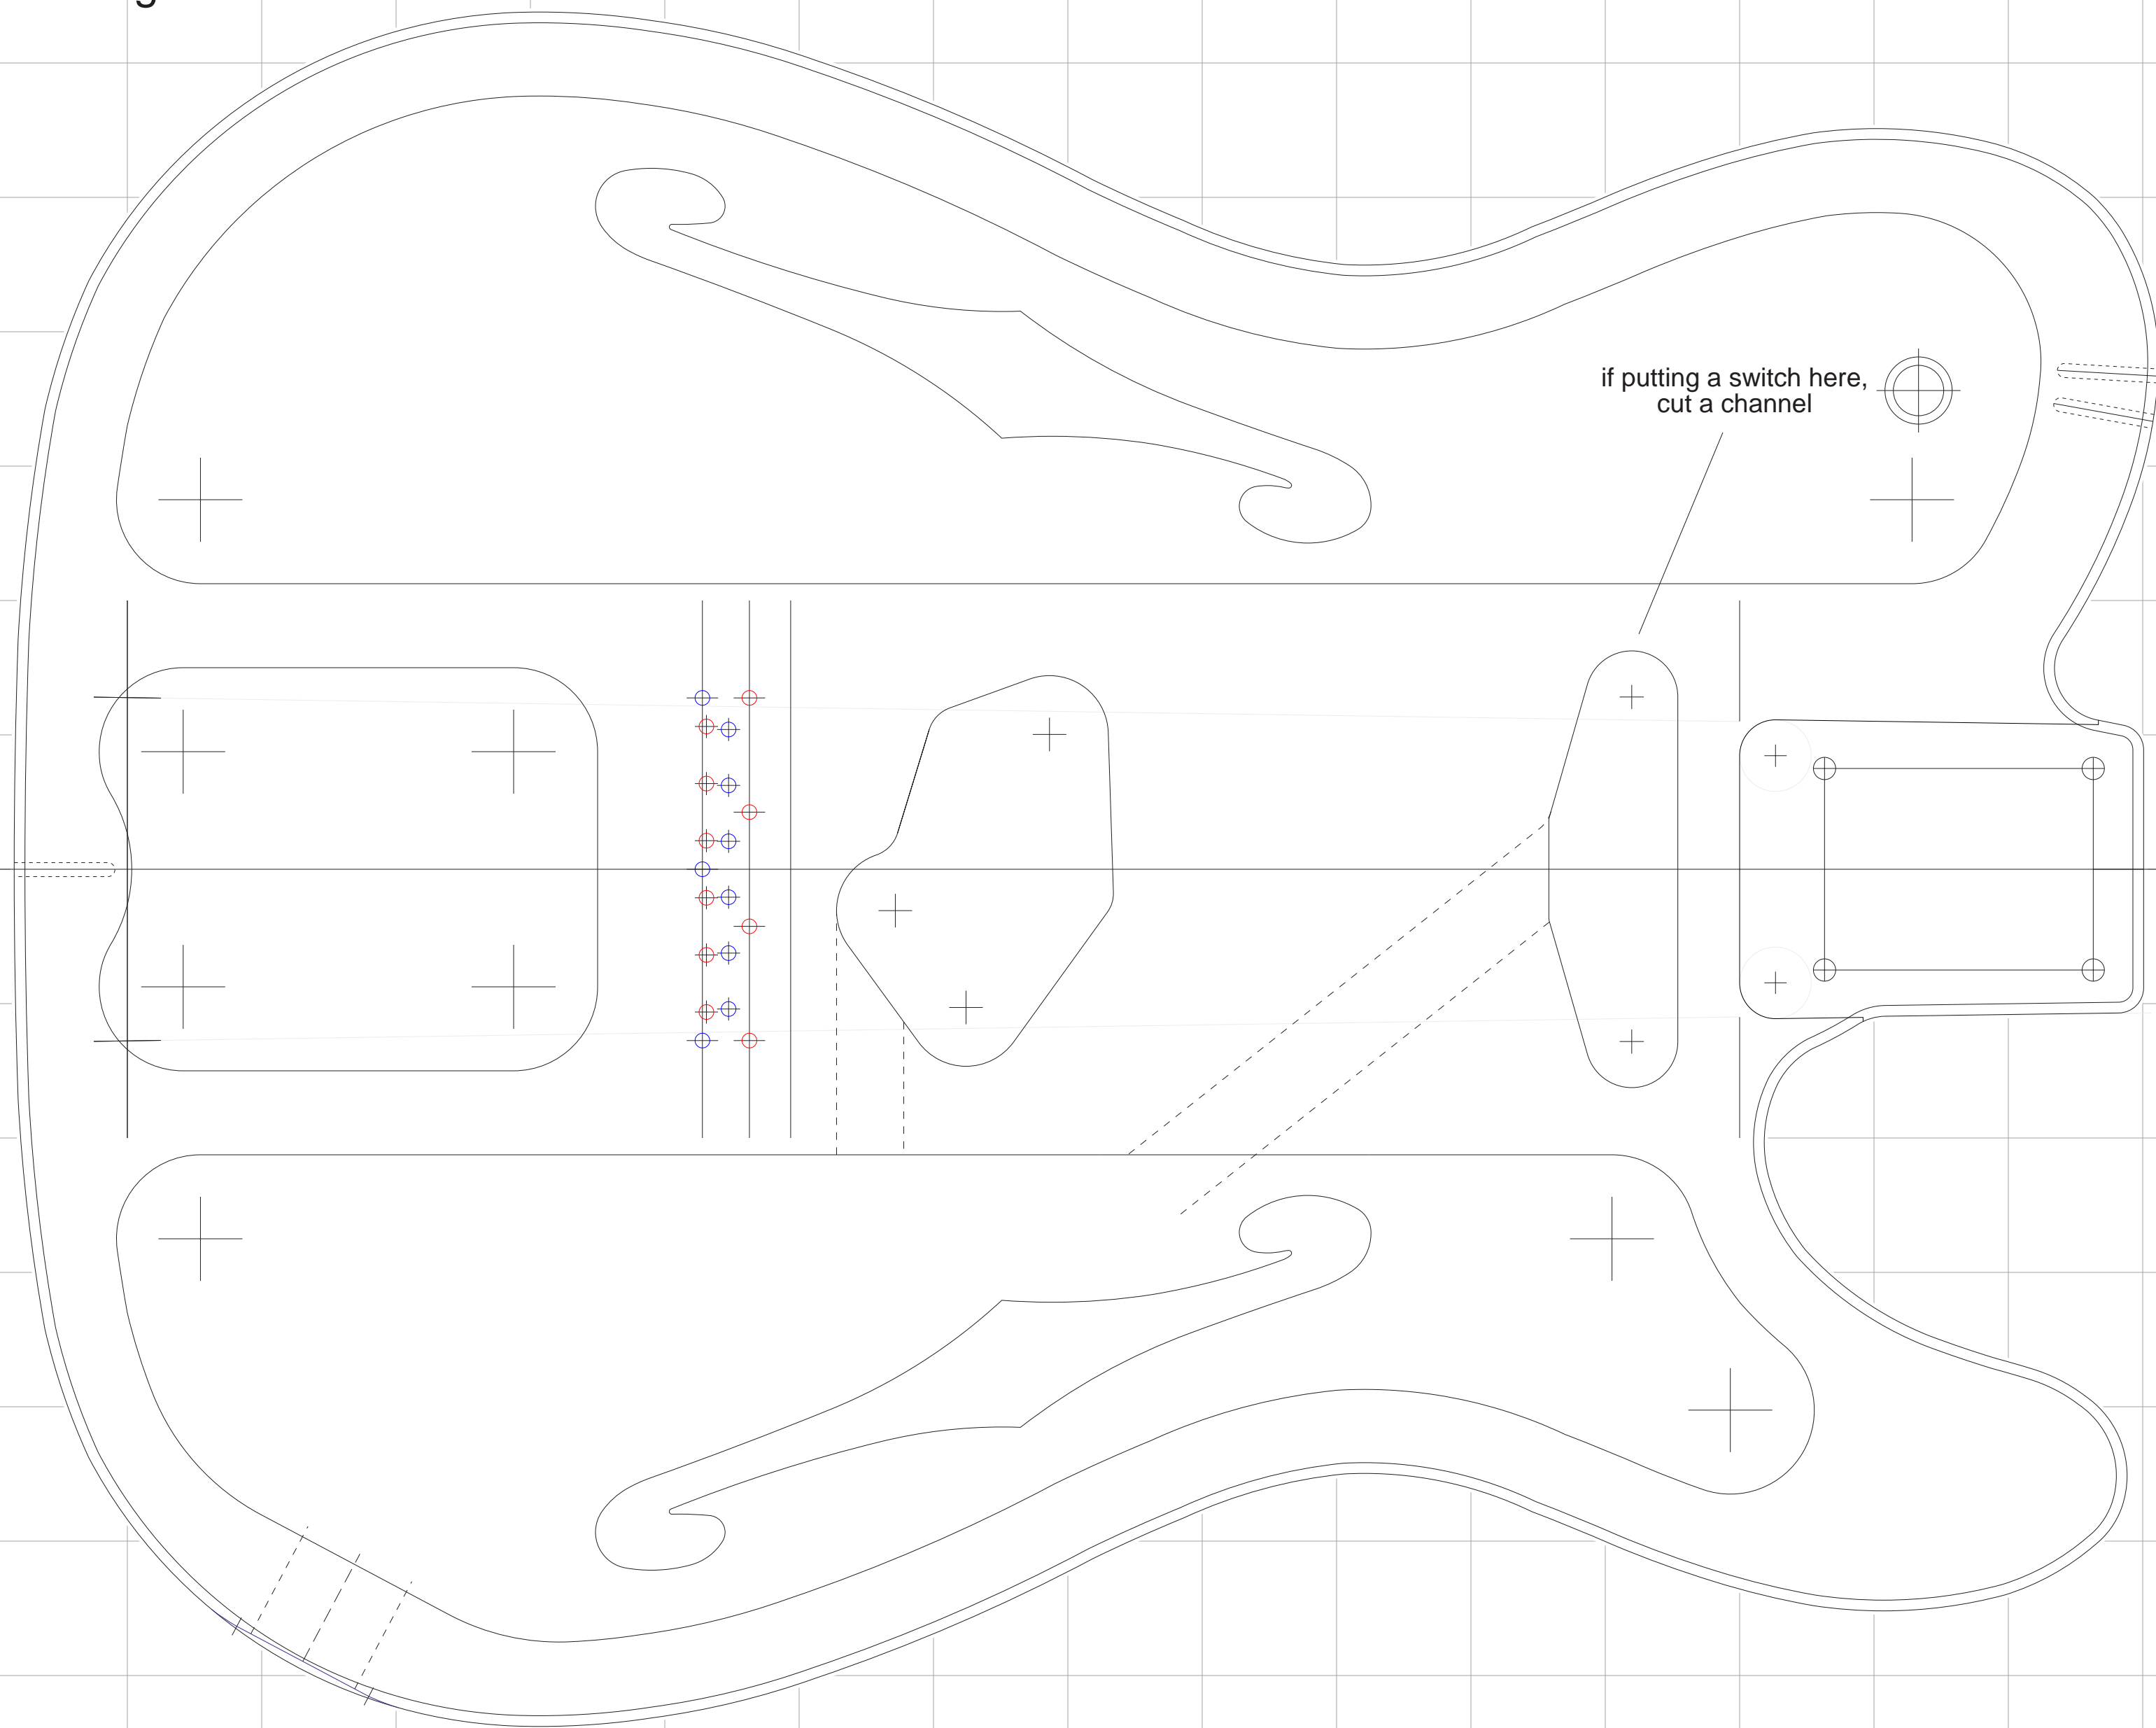 if putting a switch here,
cut a channel